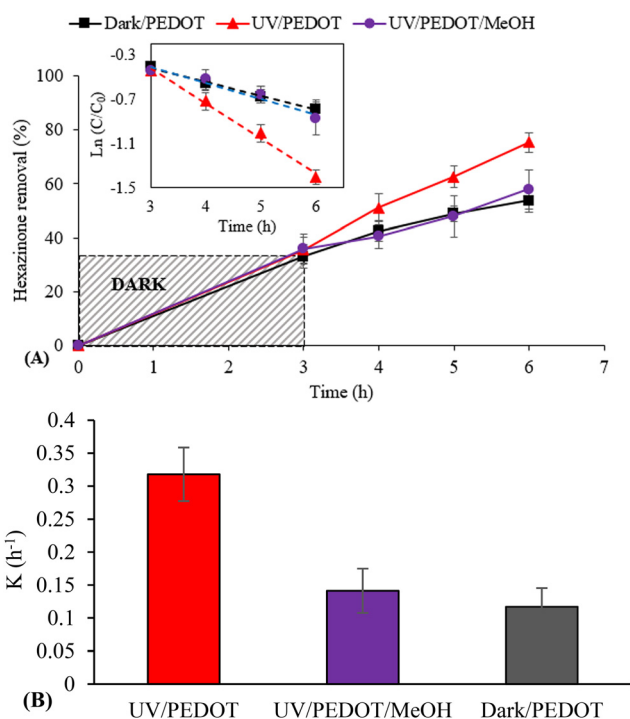 Dark/PEDOT UV/PEDOT UV/PEDOT/MeOH
Hexazinone removal (%)
100
80
60
40
20
0
Ln (C/C₀)
-0.3
-0.7
-1.1
-1.5
3 4 5 6
Time (h)
DARK
0 1 2 3 4 5 6 7
Time (h)
(A)
K (h⁻¹)
0.4
0.35
0.3
0.25
0.2
0.15
0.1
0.05
0
(B)
UV/PEDOT UV/PEDOT/MeOH Dark/PEDOT